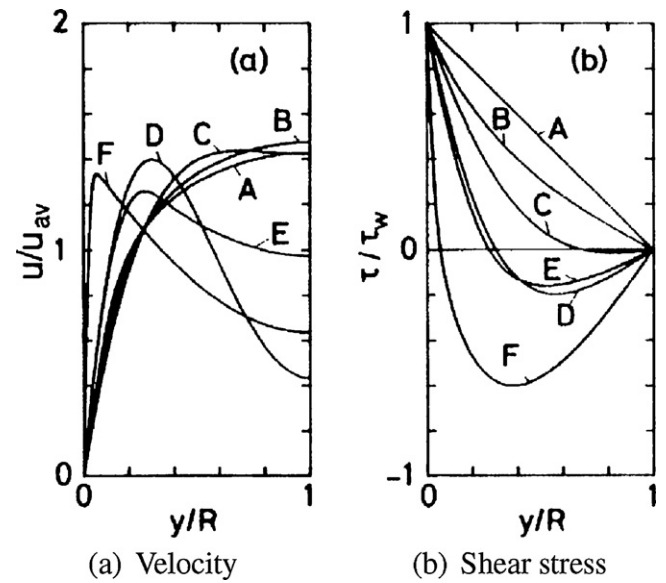 2
(a)
B
C
D
F
A
E
1
u/u_av
0
0
1
y/R
(a) Velocity
1
(b)
A
B
C
0
τ/τ_w
E
D
F
-1
0
1
y/R
(b) Shear stress